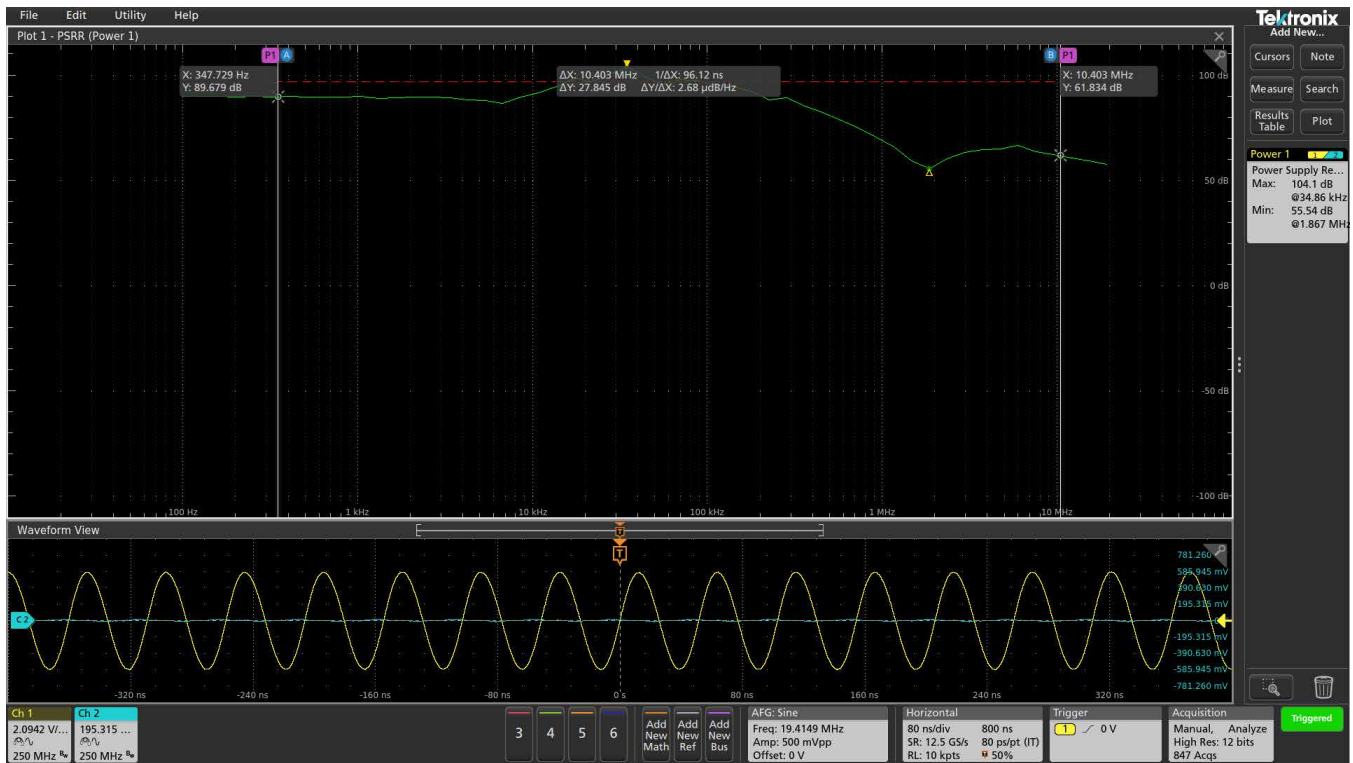 File Edit Utility Help
Tektronix
Add New...
Plot 1 - PSRR (Power 1)
P1 A
B P1
X: 347.729 Hz
Y: 89.679 dB
ΔX: 10.403 MHz 1/ΔX: 96.12 ns
ΔY: 27.845 dB ΔY/ΔX: 2.68 µdB/Hz
X: 10.403 MHz
Y: 61.834 dB
100 dB
50 dB
0 dB
-50 dB
-100 dB
100 Hz 1 kHz 10 kHz 100 kHz 1 MHz 10 MHz
Cursors Note
Measure Search
Results Table Plot
Power 1 1 2
Power Supply Re...
Max: 104.1 dB
@34.86 kHz
Min: 55.54 dB
@1.867 MHz
Waveform View
T
T
C 2
781.260
585.945 mV
390.630 mV
195.315 mV
-195.315 mV
-390.630 mV
-585.945 mV
-781.260 mV
-320 ns -240 ns -160 ns -80 ns 0 s 80 ns 160 ns 240 ns 320 ns
Ch 1
2.0942 V/...
250 MHz Bw
Ch 2
195.315 ...
250 MHz Bw
3 4 5 6
Add New Math
Add New Ref
Add New Bus
AFG: Sine
Freq: 19.4149 MHz
Amp: 500 mVpp
Offset: 0 V
Horizontal
80 ns/div 800 ns
SR: 12.5 GS/s 80 ps/pt (IT)
RL: 10 kpts 50%
Trigger
1 0 V
Acquisition
Manual, Analyze
High Res: 12 bits
847 Acqs
Triggered